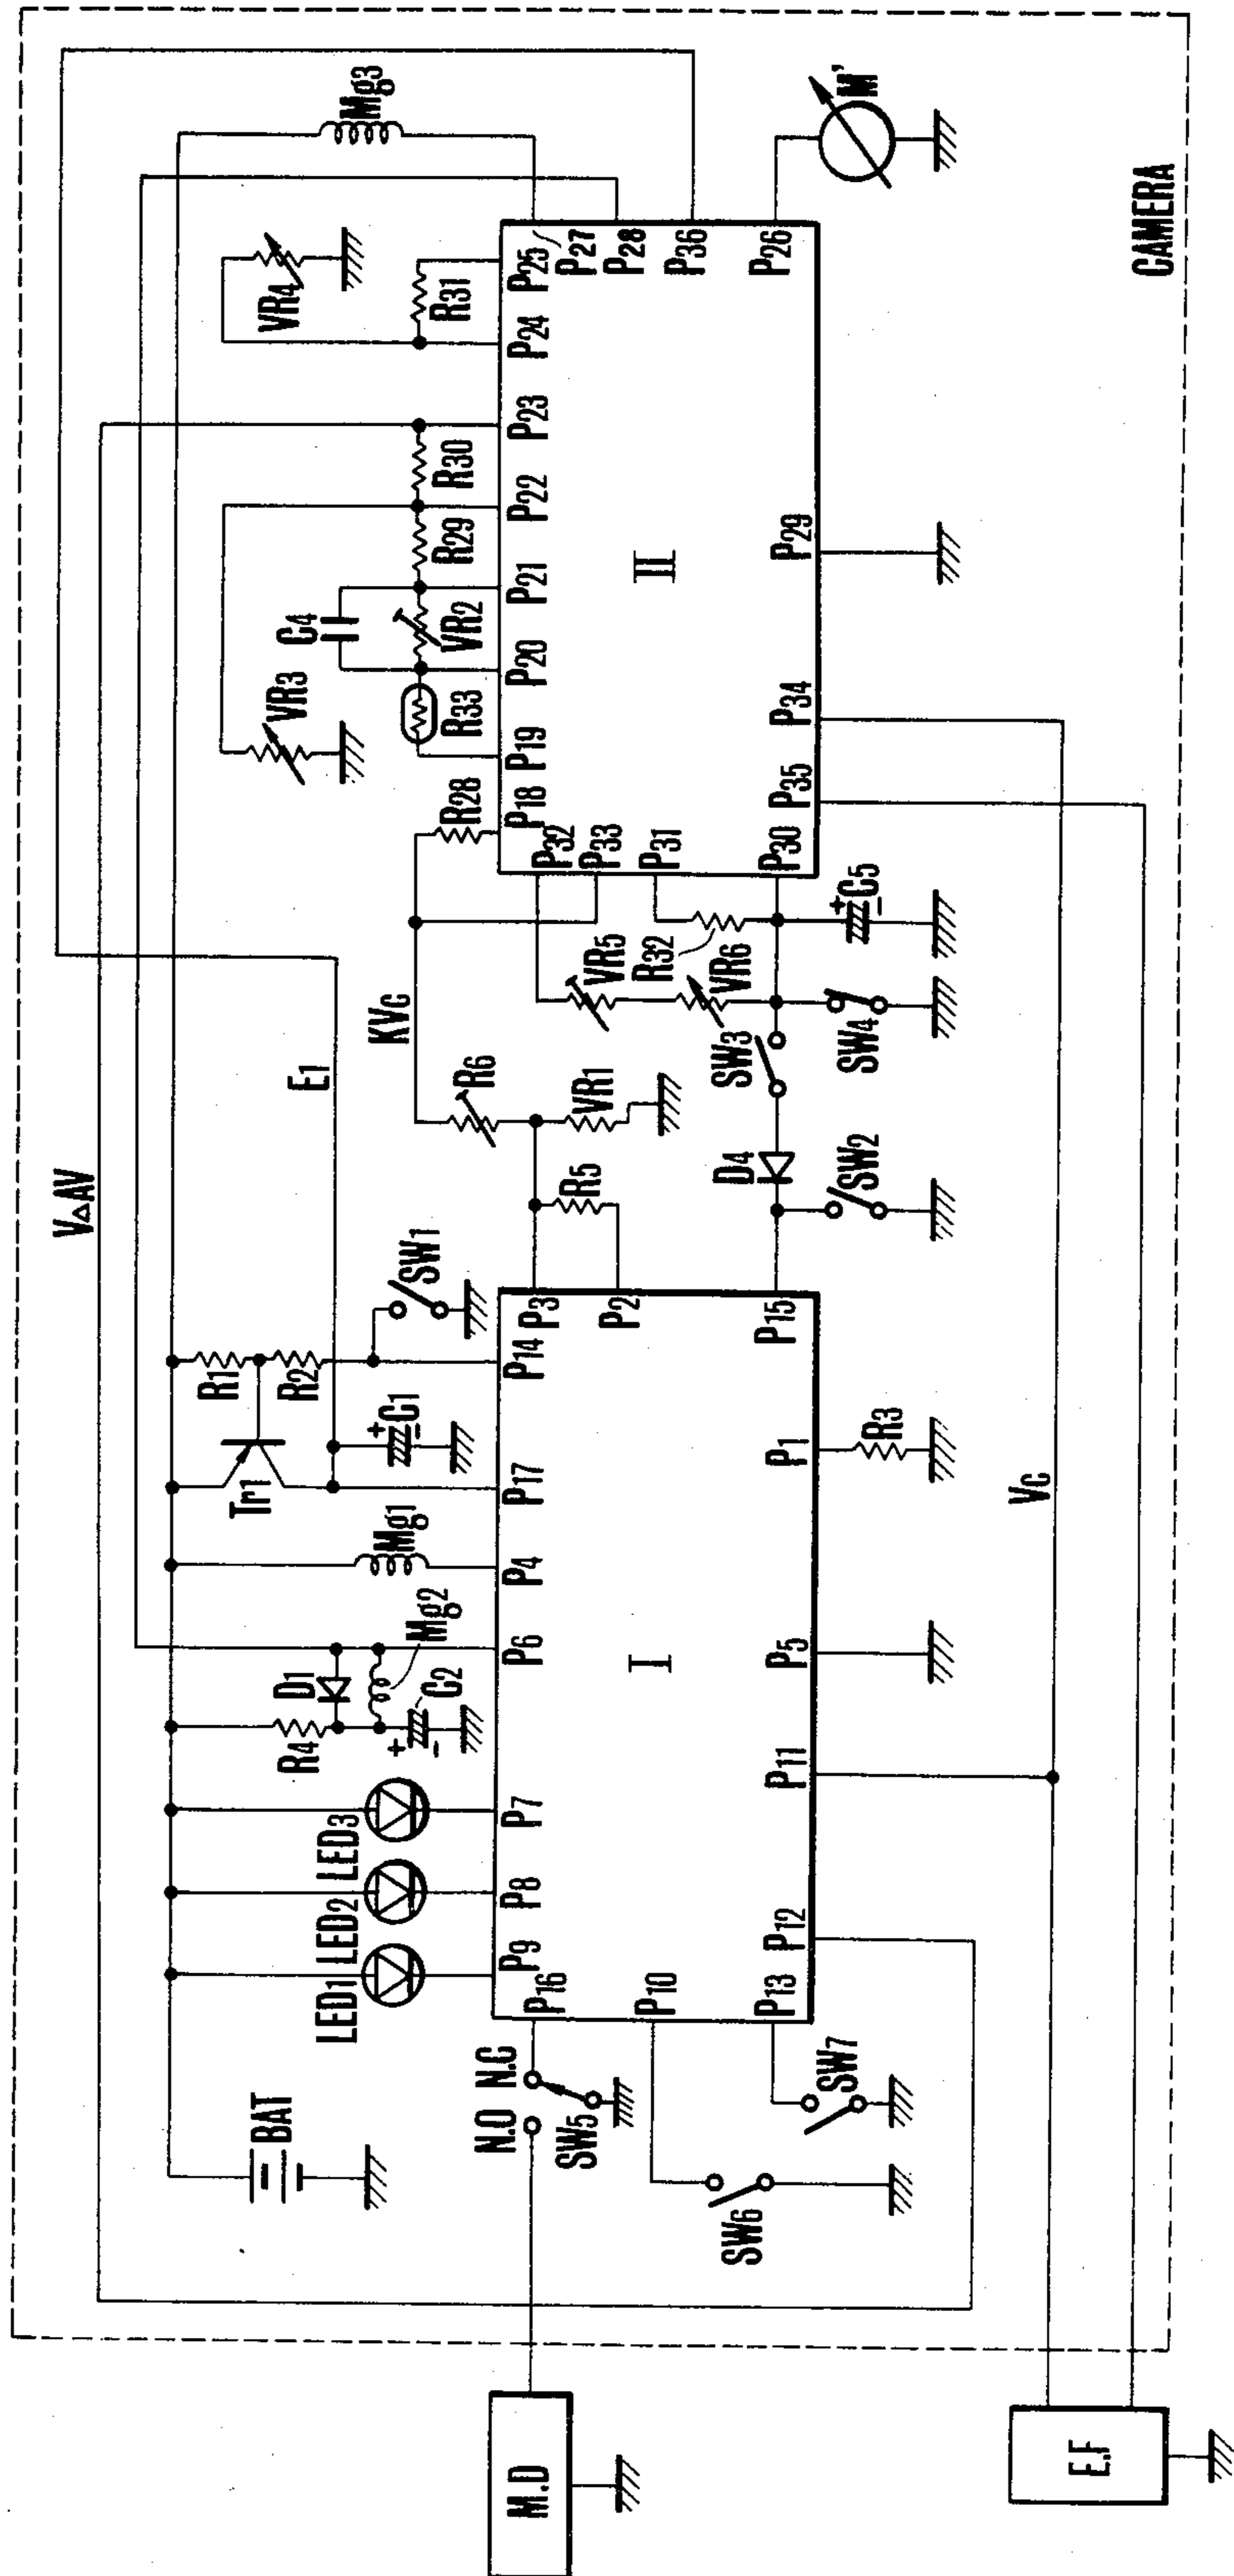 CAMERA
V△AV
E1
KVC
VC
BAT
LED1
LED2
LED3
R4
D1
Mg2
C2
Mg1
Tr1
R1
R2
C1
SW1
P9
P8
P7
P6
P4
P17
P14
P16
P10
P13
P12
P11
P5
P1
P3
P2
P15
I
N.O
N.C
SW5
SW6
SW7
M.D
E.F
R3
R5
R6
VR1
D4
SW2
SW3
SW4
VR5
VR6
R32
C5
R28
VR3
R33
C4
VR2
R29
R30
R31
VR4
Mg3
P18
P19
P20
P21
P22
P23
P24
P25
P27
P28
P36
P26
P32
P33
P31
P30
P35
P34
P29
II
M'